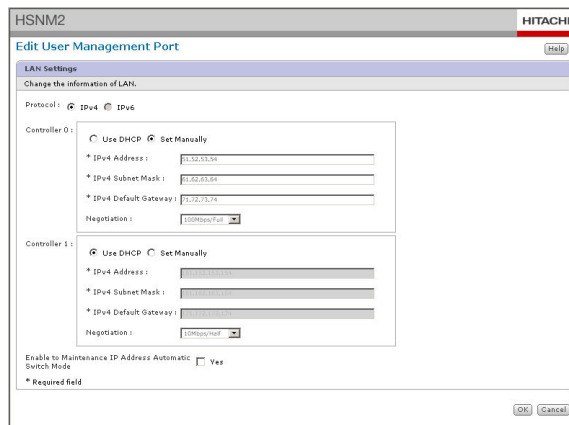 HSNM2
HITACHI
Edit User Management Port
Help
LAN Settings
Change the information of LAN.
Protocol : IPv4 IPv6
Controller 0 :
Use DHCP Set Manually
* IPv4 Address : 51.52.53.54
* IPv4 Subnet Mask : 61.62.63.64
* IPv4 Default Gateway : 71.72.73.74
Negotiation : 100Mbps/Full
Controller 1 :
Use DHCP Set Manually
* IPv4 Address :
* IPv4 Subnet Mask :
* IPv4 Default Gateway :
Negotiation : 10Mbps/Half
Enable to Maintenance IP Address Automatic
Switch Mode
Yes
* Required field
OK Cancel